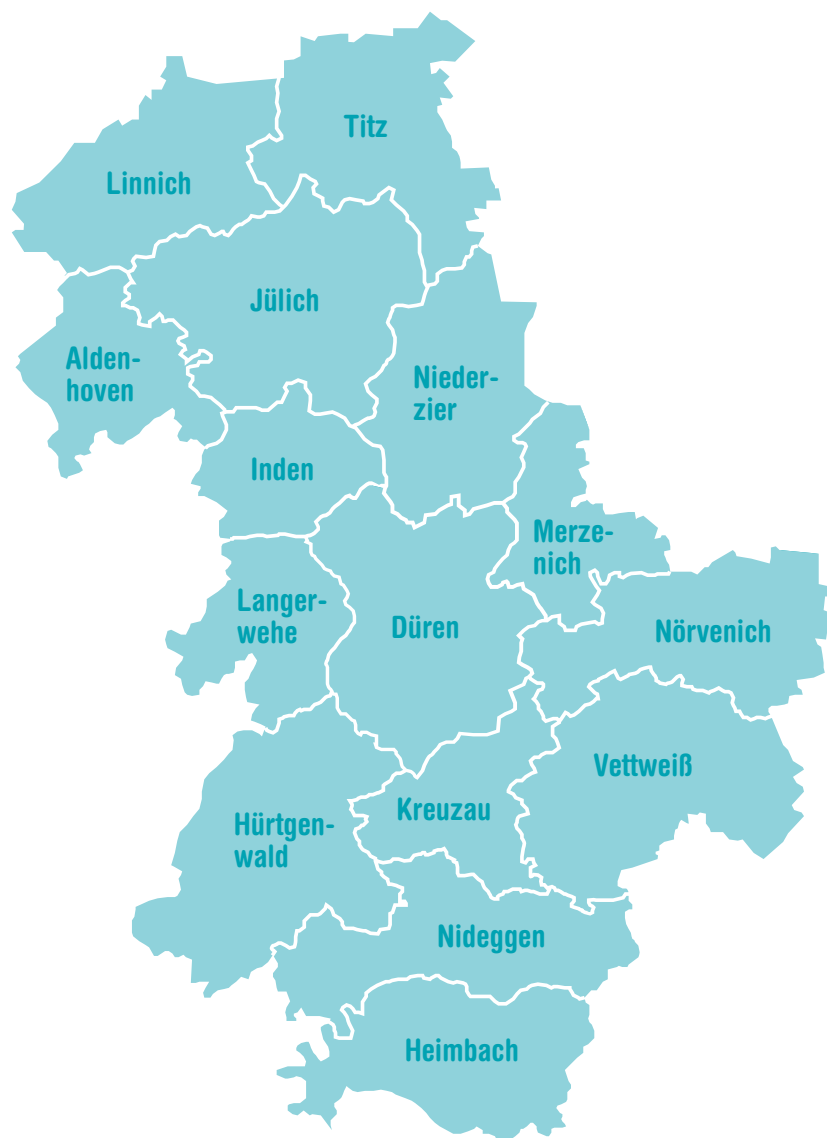 Titz
Linnich
Jülich
Alden-
hoven
Nieder-
zier
Inden
Merze-
nich
Langer-
wehe
Düren
Nörvenich
Vettweiß
Kreuzau
Hürtgen-
wald
Nideggen
Heimbach